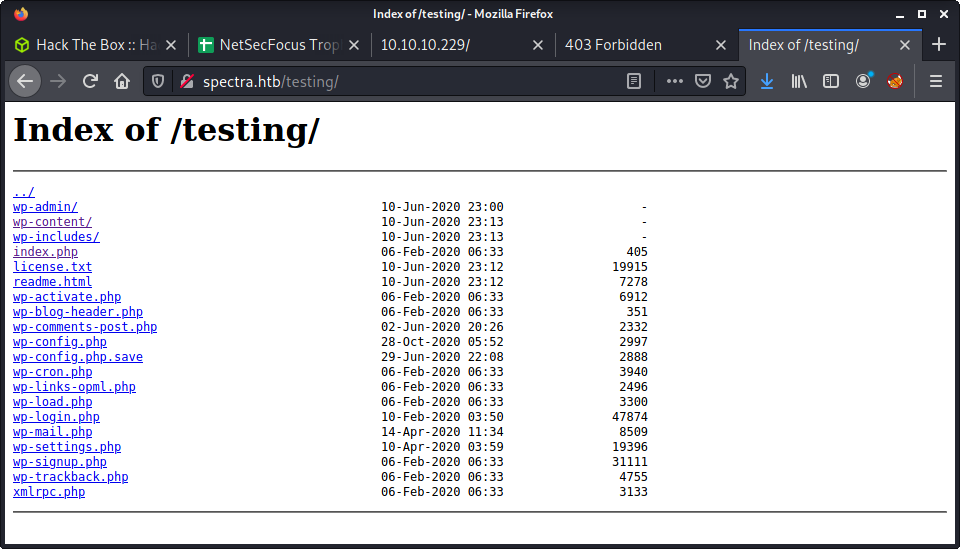 Index of /testing/ - Mozilla Firefox
Hack The Box :: Ha
NetSecFocus Trop
10.10.10.229/
403 Forbidden
Index of /testing/
spectra.htb/testing/
Index of /testing/
../
wp-admin/ 10-Jun-2020 23:00 -
wp-content/ 10-Jun-2020 23:13 -
wp-includes/ 10-Jun-2020 23:13 -
index.php 06-Feb-2020 06:33 405
license.txt 10-Jun-2020 23:12 19915
readme.html 10-Jun-2020 23:12 7278
wp-activate.php 06-Feb-2020 06:33 6912
wp-blog-header.php 06-Feb-2020 06:33 351
wp-comments-post.php 02-Jun-2020 20:26 2332
wp-config.php 28-Oct-2020 05:52 2997
wp-config.php.save 29-Jun-2020 22:08 2888
wp-cron.php 06-Feb-2020 06:33 3940
wp-links-opml.php 06-Feb-2020 06:33 2496
wp-load.php 06-Feb-2020 06:33 3300
wp-login.php 10-Feb-2020 03:50 47874
wp-mail.php 14-Apr-2020 11:34 8509
wp-settings.php 10-Apr-2020 03:59 19396
wp-signup.php 06-Feb-2020 06:33 31111
wp-trackback.php 06-Feb-2020 06:33 4755
xmlrpc.php 06-Feb-2020 06:33 3133